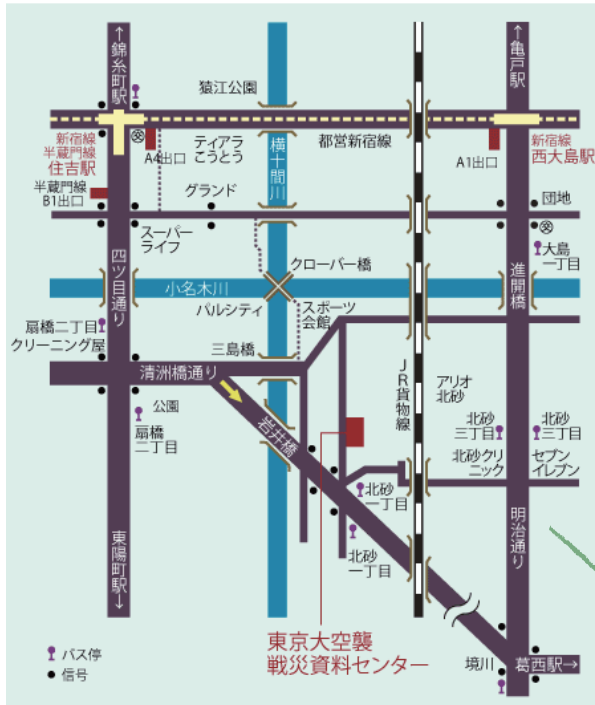 ←錦糸町駅
←亀戸駅
猿江公園
新宿線
半蔵門線
住吉駅
A4出口
ティアラ
こうとう
横十間川
都営新宿線
A1出口
新宿線
西大島駅
半蔵門線
B1出口
グランド
団地
スーパー
ライフ
四ツ目通り
クローバー橋
進開橋
大島
一丁目
小名木川
パルシティ
スポーツ
会館
扇橋二丁目
クリーニング屋
三島橋
清洲橋通り
JR貨物線
アリオ
北砂
公園
扇橋
二丁目
岩井橋
北砂
三丁目
北砂
三丁目
北砂クリ
ニック
セブン
イレブン
北砂
一丁目
明治通り
東陽町駅→
北砂
一丁目
東京大空襲
戦災資料センター
バス停
信号
境川
葛西駅→